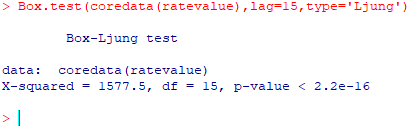 > Box.test(coredata(ratevalue),lag=15,type='Ljung')
Box-Ljung test
data:  coredata(ratevalue)
X-squared = 1577.5, df = 15, p-value < 2.2e-16
>